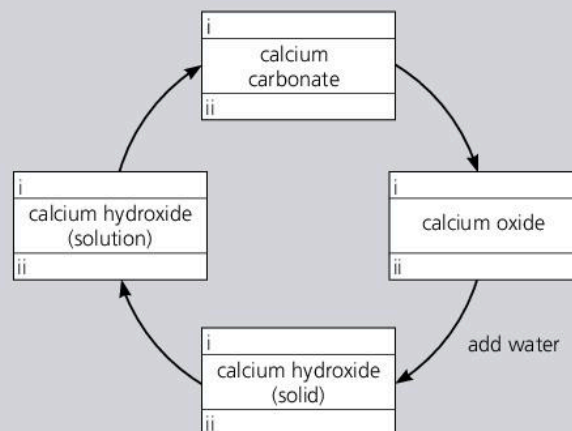 i
calcium
carbonate
ii
i
calcium hydroxide
(solution)
ii
i
calcium oxide
ii
add water
i
calcium hydroxide
(solid)
ii